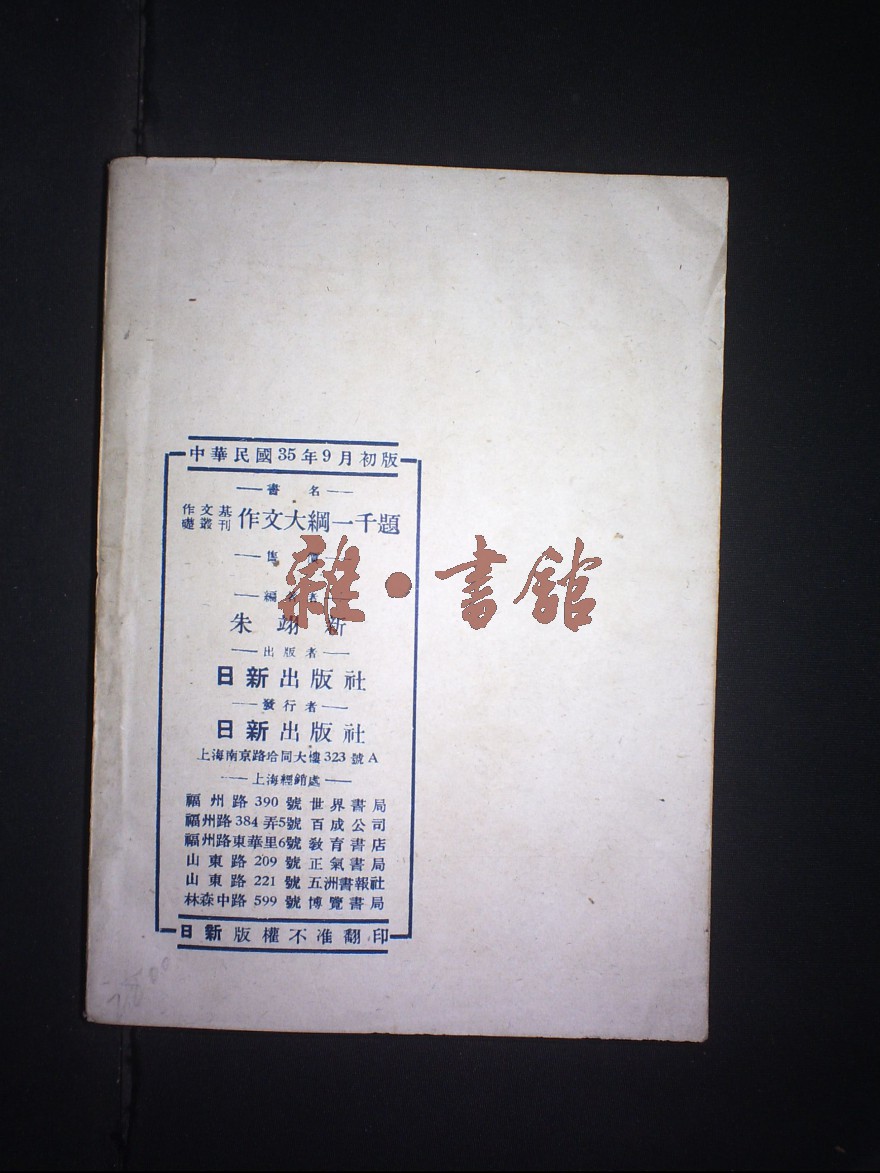 中華民國35年9月初版
書名
作文基
礎叢刊 作文大綱一千題
售價
編著者
朱翊新
出版者
日新出版社
發行者
日新出版社
上海南京路哈同大樓323號A
上海經銷處
福州路390號世界書局
福州路384弄5號百成公司
福州路東華里6號教育書店
山東路209號正氣書局
山東路221號五洲書報社
林森中路599號博覽書局
日新版權不准翻印
雜·書館